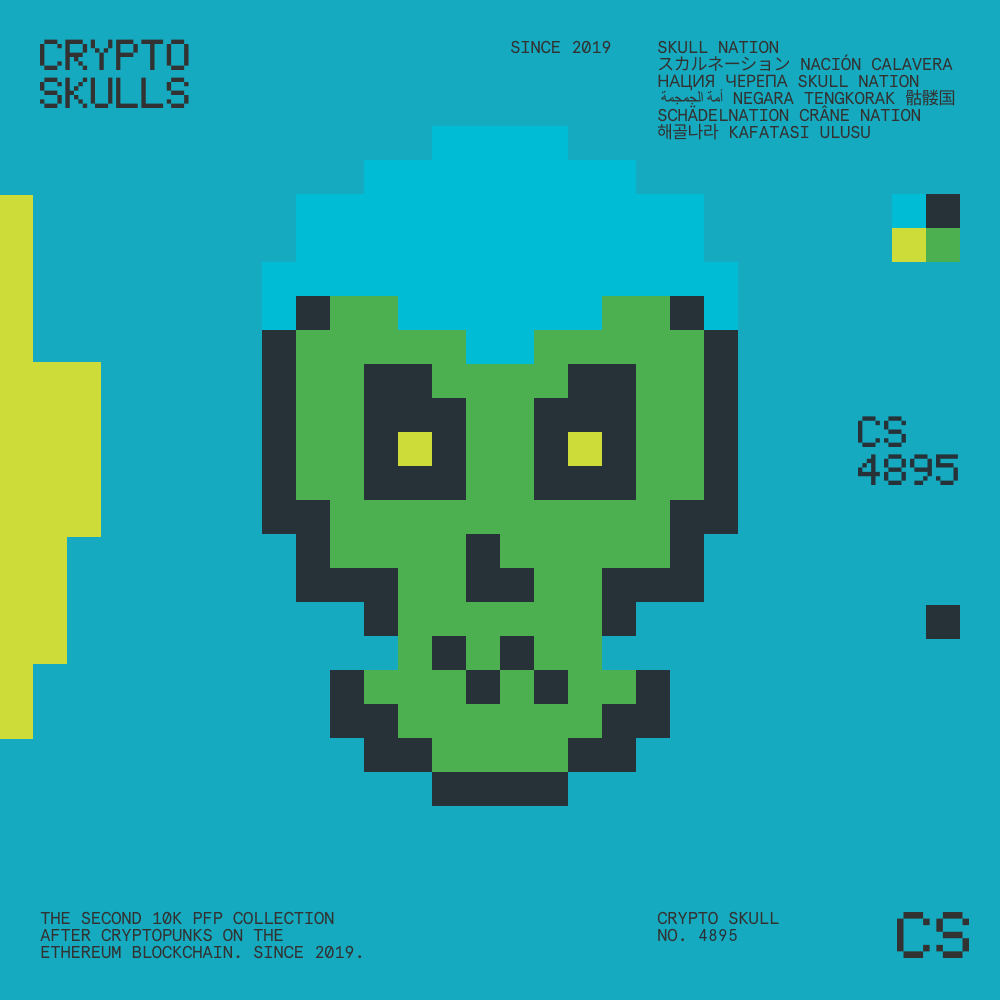 CRYPTO
SKULLS
SINCE 2019
SKULL NATION
スカルネーション NACIÓN CALAVERA
НАЦИЯ ЧЕРЕПА SKULL NATION
أمة الجمجمة NEGARA TENGKORAK 骷髅国
SCHÄDELNATION CRÂNE NATION
해골나라 KAFATASI ULUSU
CS
4895
THE SECOND 10K PFP COLLECTION
AFTER CRYPTOPUNKS ON THE
ETHEREUM BLOCKCHAIN. SINCE 2019.
CRYPTO SKULL
NO. 4895
CS